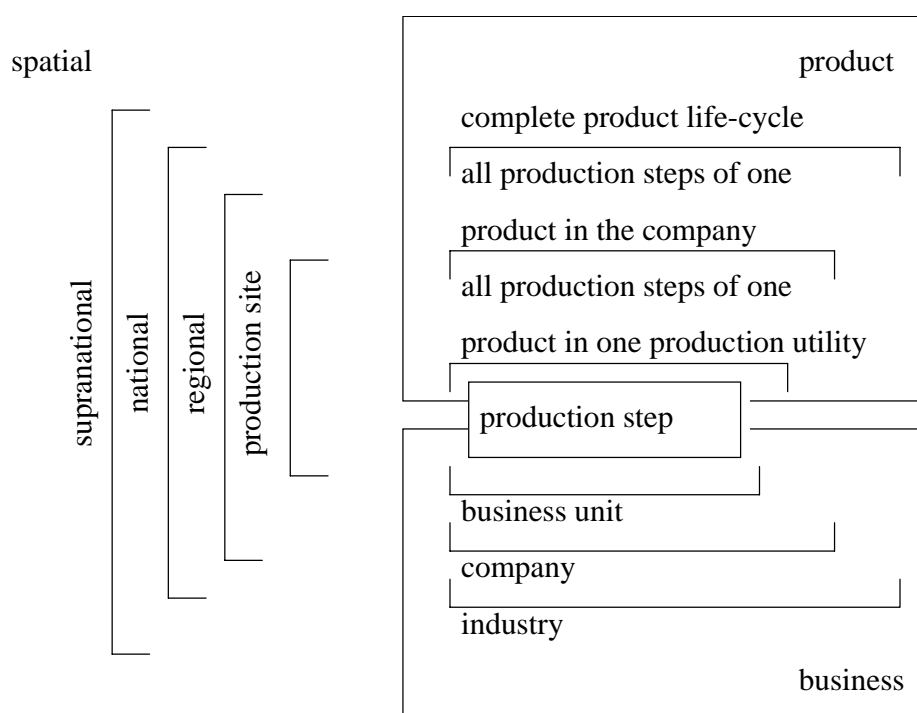 spatial
product
supranational
national
regional
production site
complete product life-cycle
all production steps of one
product in the company
all production steps of one
product in one production utility
production step
business unit
company
industry
business